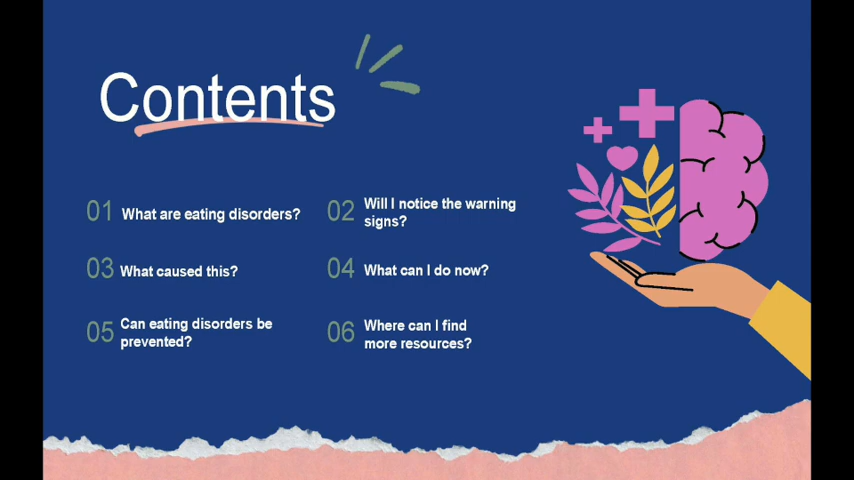 Contents
01 What are eating disorders?
02 Will I notice the warning
signs?
03 What caused this?
04 What can I do now?
05 Can eating disorders be
prevented?
06 Where can I find
more resources?